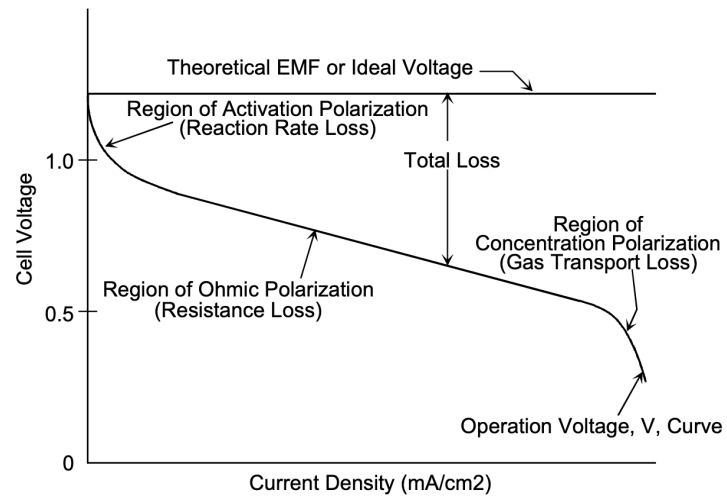 Theoretical EMF or Ideal Voltage
Region of Activation Polarization
(Reaction Rate Loss)
1.0
Total Loss
Cell Voltage
Region of
Concentration Polarization
(Gas Transport Loss)
Region of Ohmic Polarization
(Resistance Loss)
0.5
Operation Voltage, V, Curve
0
Current Density (mA/cm2)